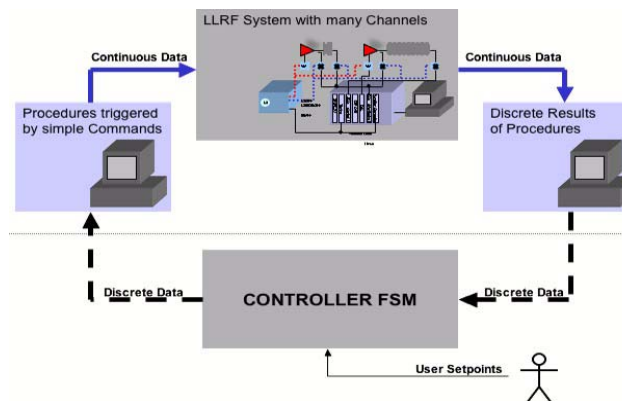 LLRF System with many Channels
Continuous Data
Continuous Data
Procedures triggered
by simple Commands
Discrete Results
of Procedures
Discrete Data
CONTROLLER FSM
Discrete Data
User Setpoints